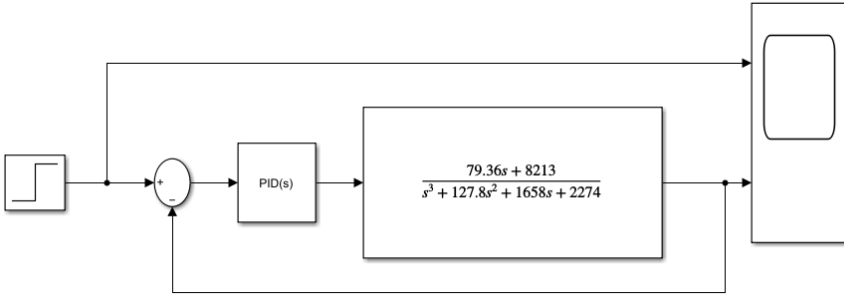 79.36s + 8213
s³ + 127.8s² + 1658s + 2274
+
PID(s)
−